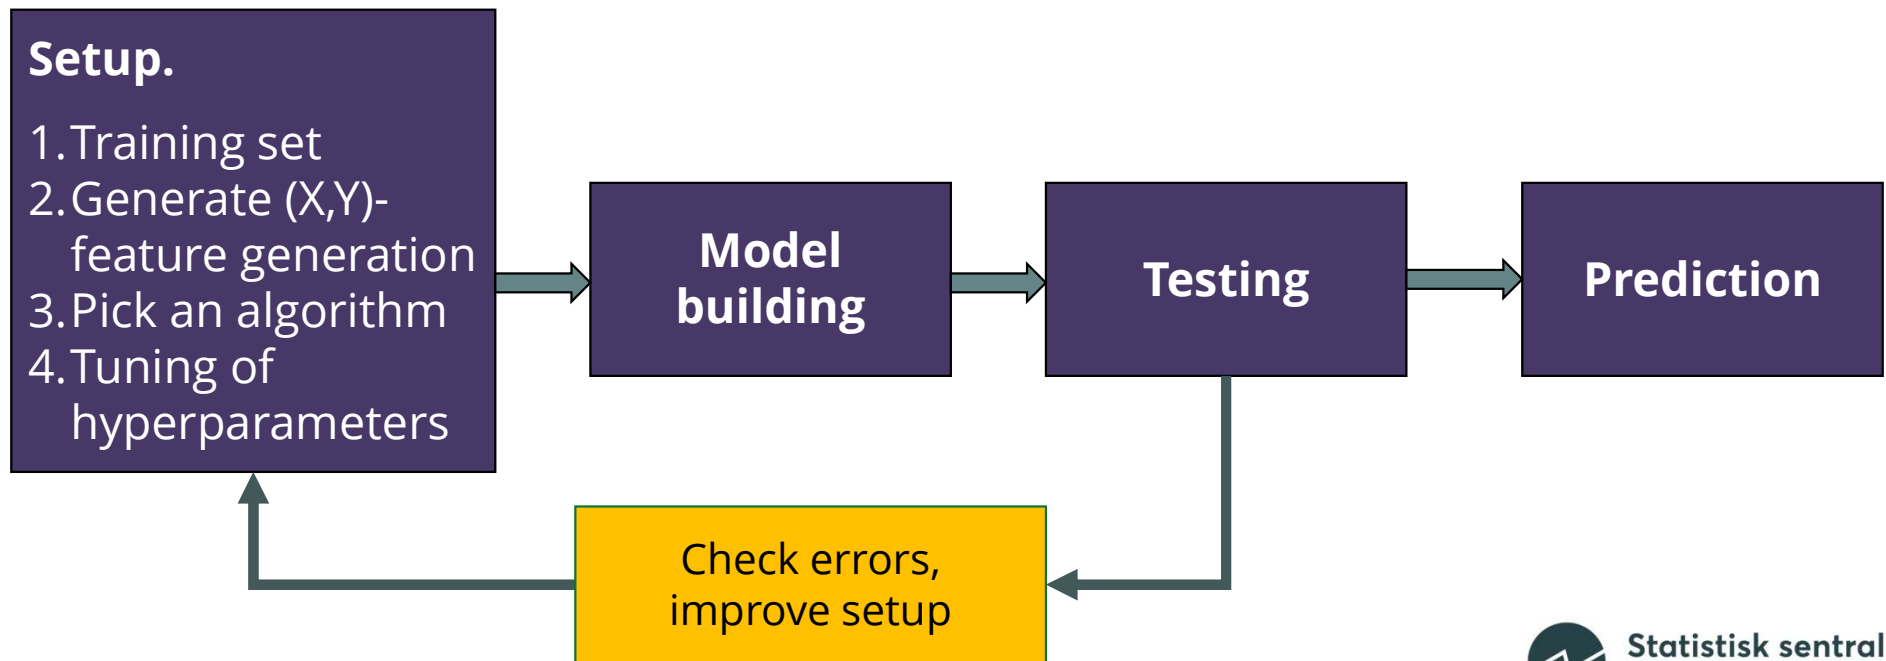 Setup.
1. Training set
2. Generate (X,Y)-
feature generation
3. Pick an algorithm
4. Tuning of
hyperparameters
Model
building
Testing
Prediction
Check errors,
improve setup
Statistisk sentral